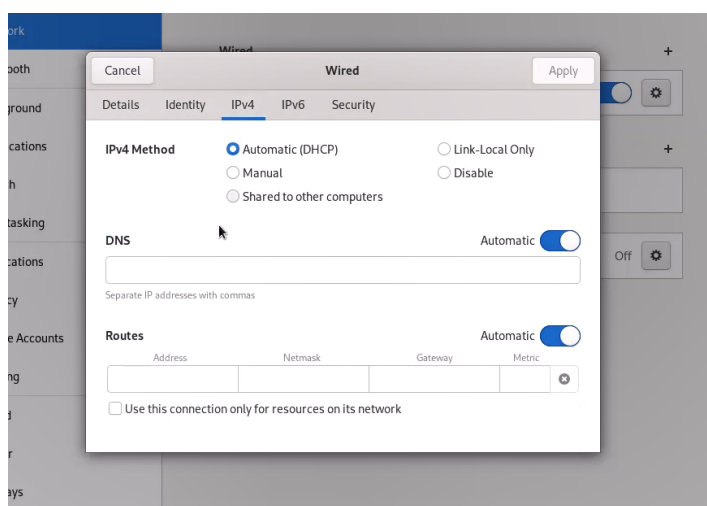 ork
Wired
+
Cancel
Wired
Apply
ooth
Details
Identity
IPv4
IPv6
Security
ground
cations
IPv4 Method
Automatic (DHCP)
Link-Local Only
+
Manual
Disable
h
Shared to other computers
tasking
DNS
Automatic
Off
cations
Separate IP addresses with commas
cy
Routes
Automatic
e Accounts
Address
Netmask
Gateway
Metric
ng
Use this connection only for resources on its network
d
r
ays